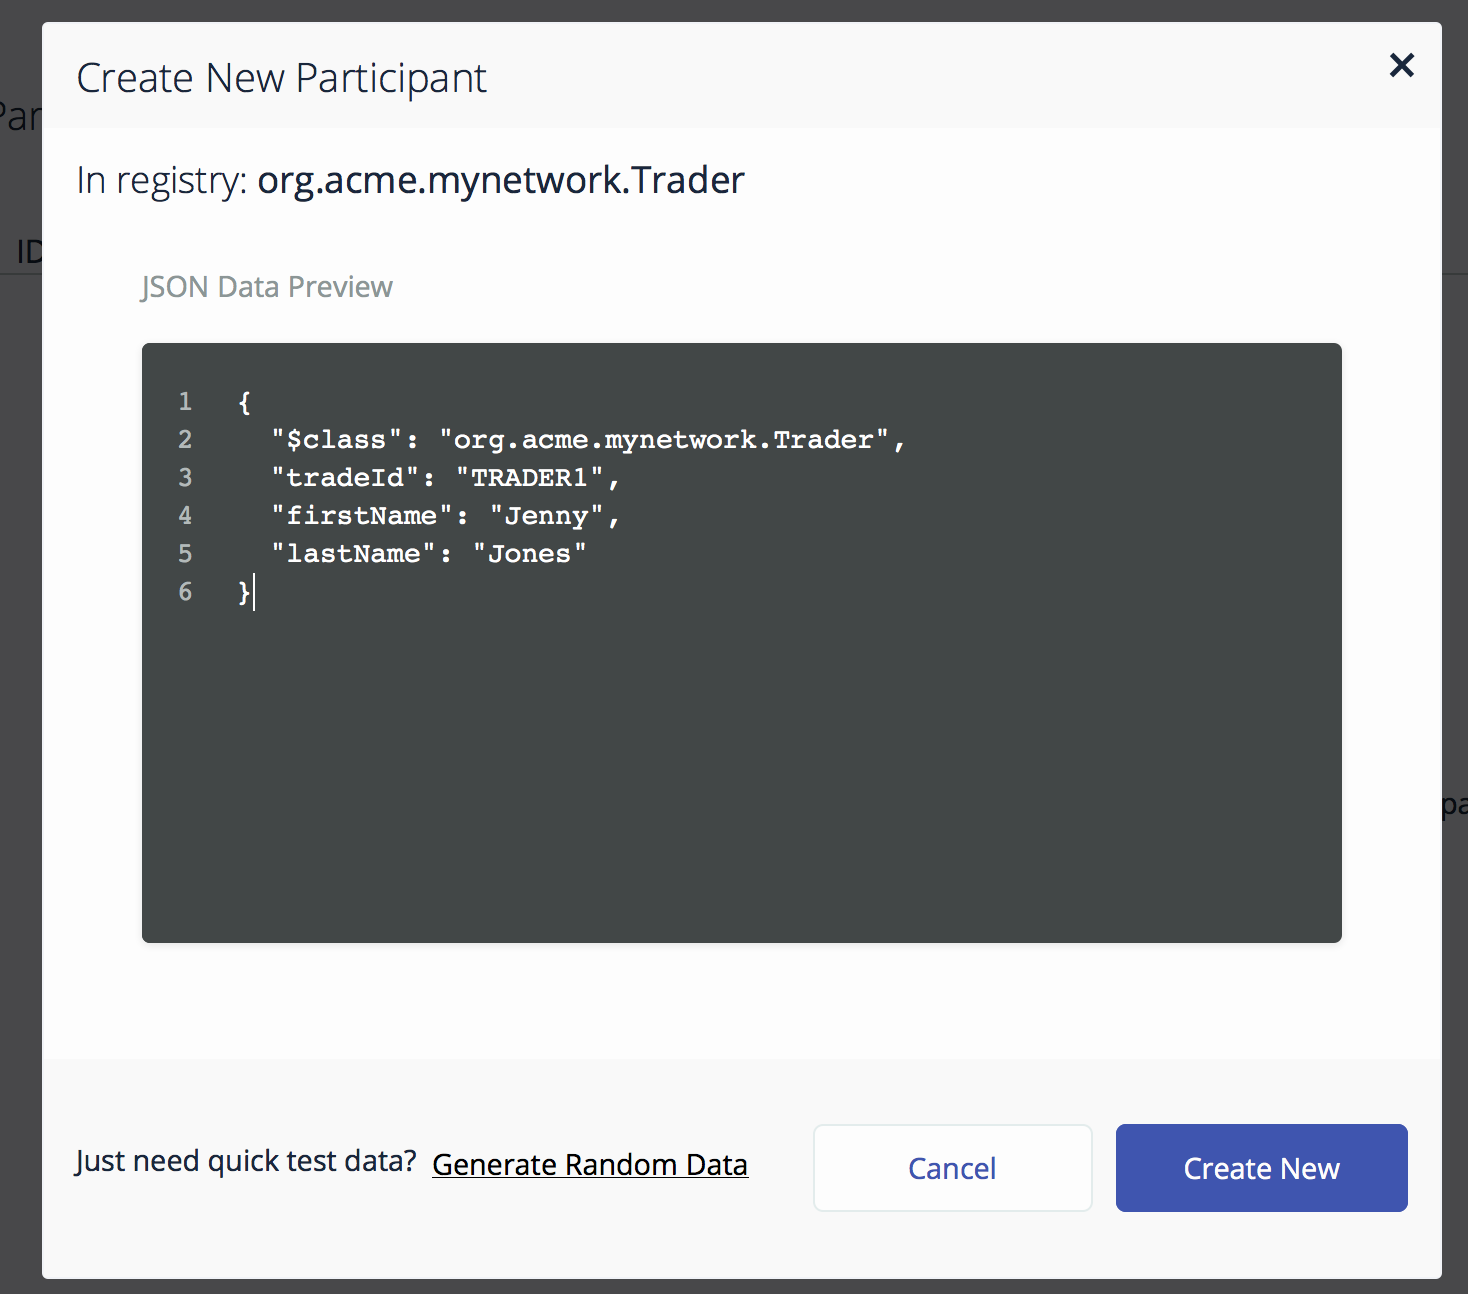 Create New Participant
In registry: org.acme.mynetwork.Trader
ID
JSON Data Preview
1 {
2 "$class": "org.acme.mynetwork.Trader",
3 "tradeId": "TRADER1",
4 "firstName": "Jenny",
5 "lastName": "Jones"
6 }
Just need quick test data? Generate Random Data
Cancel
Create New